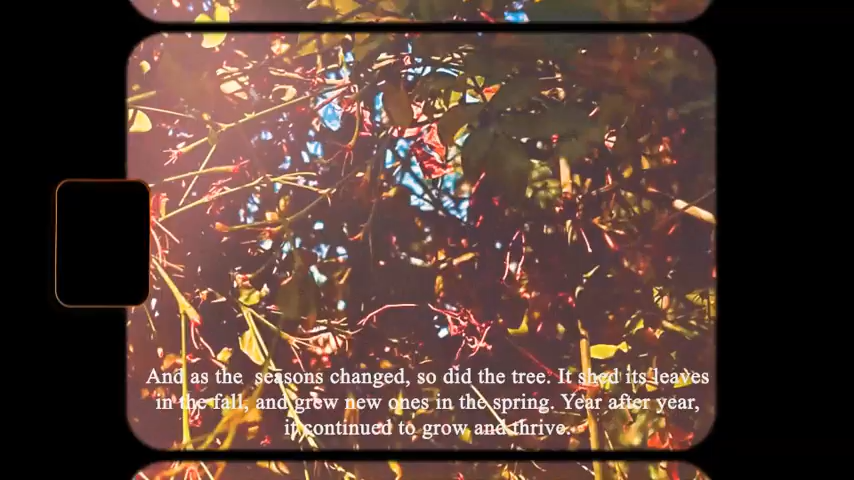 And as the  seasons changed, so did the tree. It shed its leaves
in the fall, and grew new ones in the spring. Year after year,
it continued to grow and thrive.